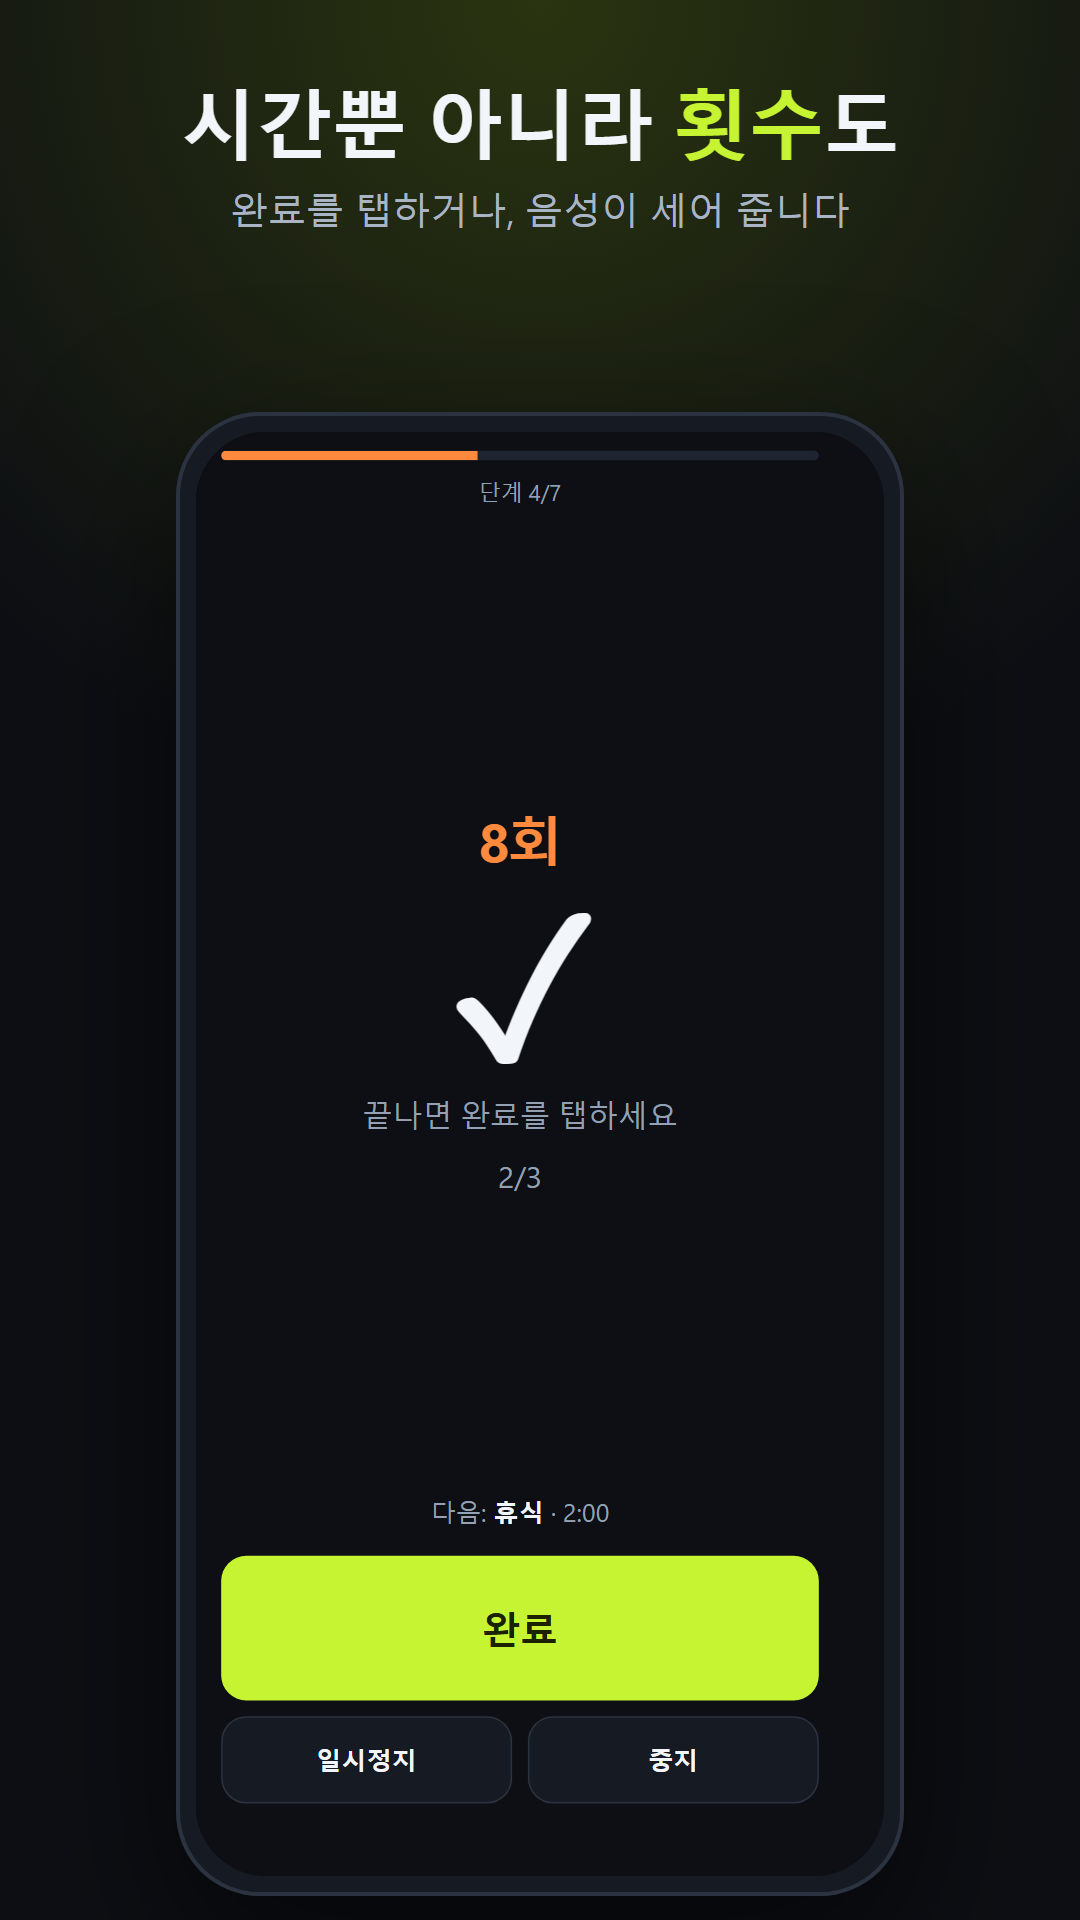 시간뿐 아니라 횟수도
완료를 탭하거나, 음성이 세어 줍니다
단계 4/7
8회
끝나면 완료를 탭하세요
2/3
다음: 휴식 · 2:00
완료
일시정지
중지